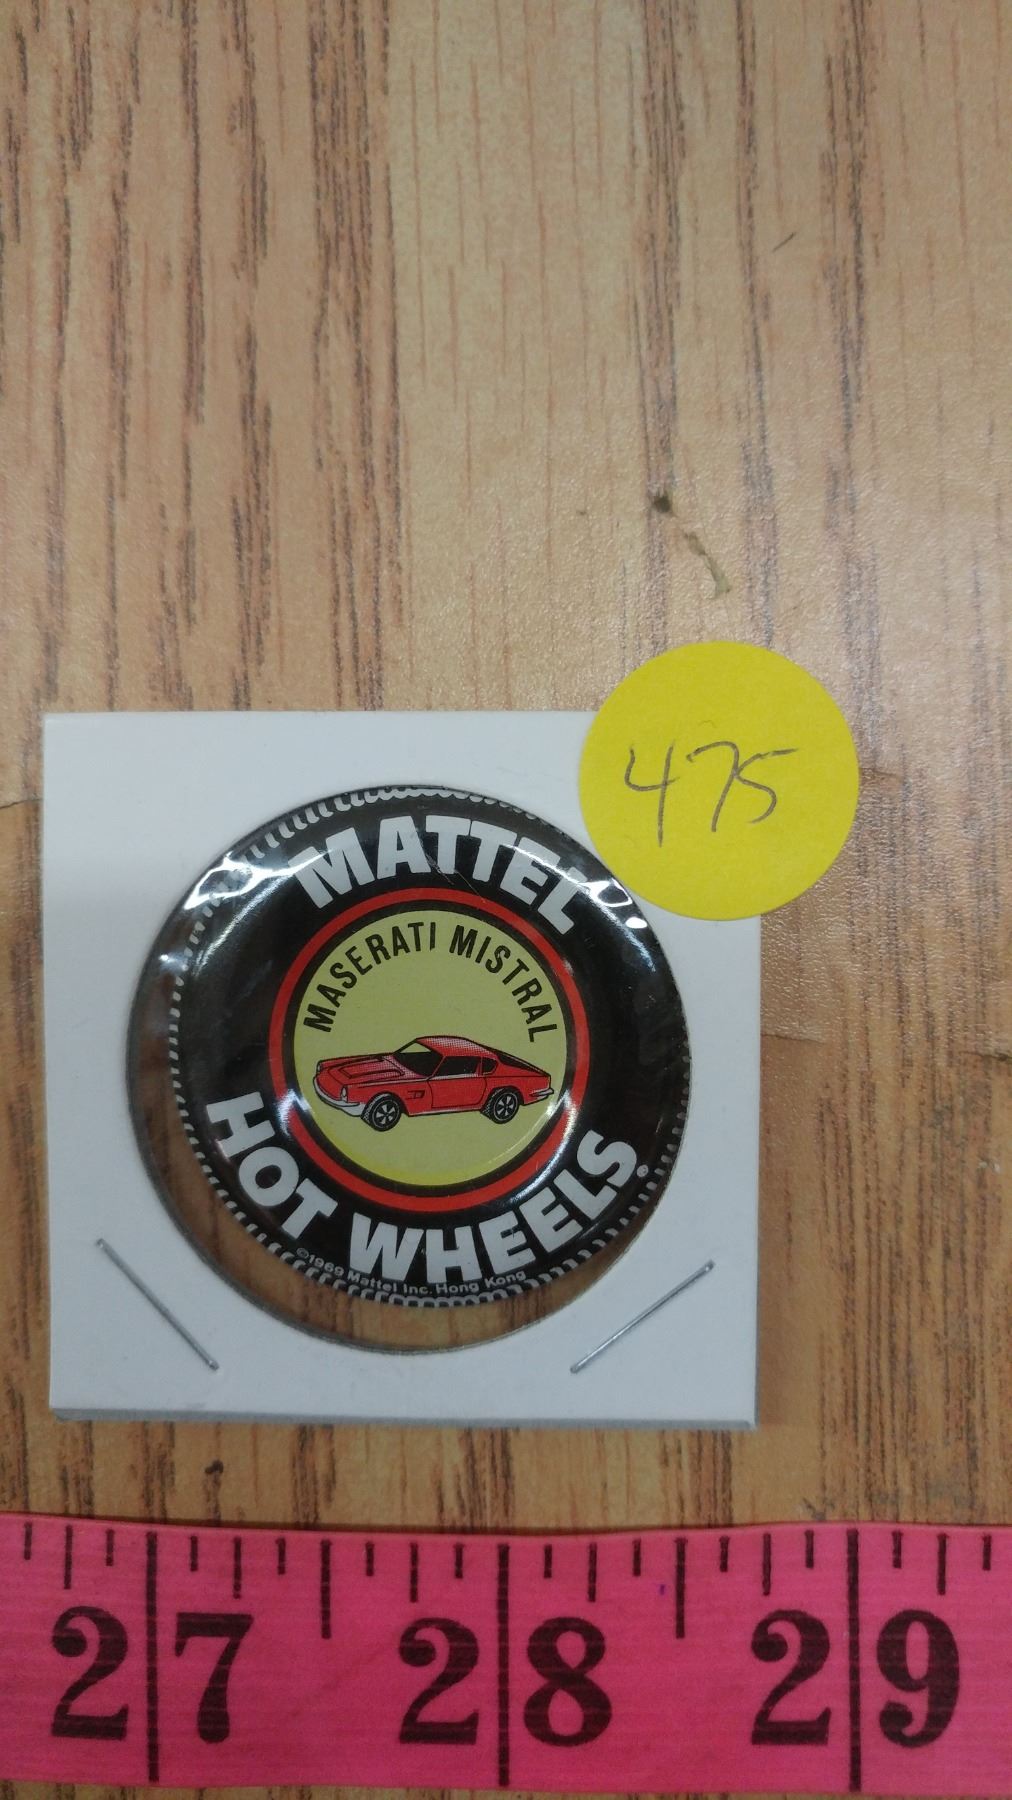 475
MATTEL
MASERATI MISTRAL
HOT WHEELS®
©1969 Mattel Inc. Hong Kong
27 28 29